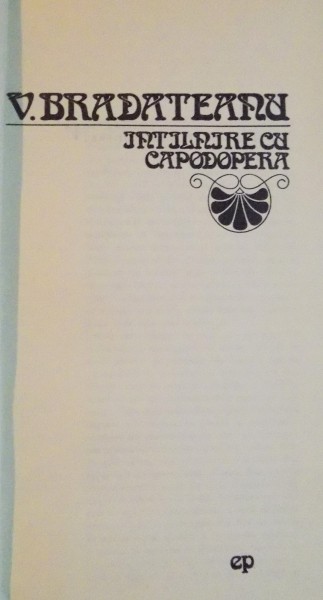 V. BRADATEANU
INTILNIRE CU
CAPODOPERA
ep